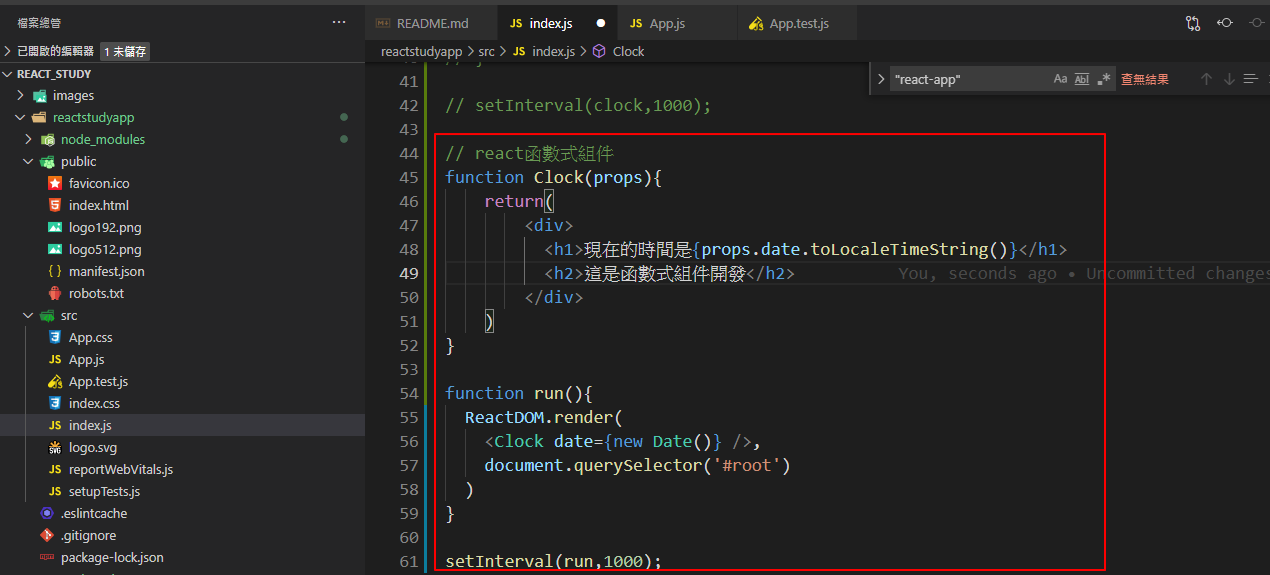 檔案總管 ···
README.md JS index.js ● JS App.js App.test.js
已開啟的編輯器 1 未儲存
reactstudyapp > src > JS index.js > Clock
REACT_STUDY
images
reactstudyapp
node_modules
public
favicon.ico
index.html
logo192.png
logo512.png
{ } manifest.json
robots.txt
src
App.css
JS App.js
App.test.js
index.css
JS index.js
logo.svg
JS reportWebVitals.js
JS setupTests.js
.eslintcache
.gitignore
package-lock.json
"react-app" Aa Abl .* 查無結果
41
42 // setInterval(clock,1000);
43
44 // react函數式組件
45 function Clock(props){
46 return(
47 <div>
48 <h1>現在的時間是{props.date.toLocaleTimeString()}</h1>
49 <h2>這是函數式組件開發</h2> You, seconds ago • Uncommitted changes
50 </div>
51 )
52 }
53
54 function run(){
55 ReactDOM.render(
56 <Clock date={new Date()} />,
57 document.querySelector('#root')
58 )
59 }
60
61 setInterval(run,1000);